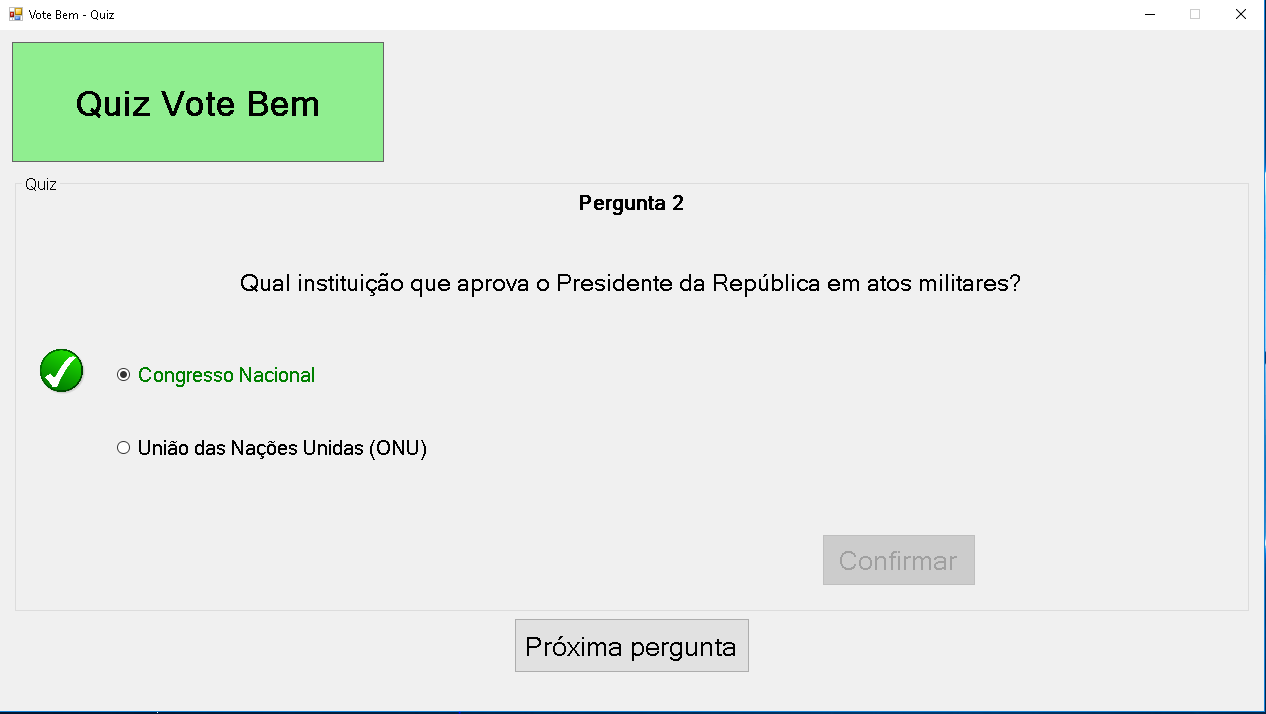 Vote Bem - Quiz
Quiz Vote Bem
Quiz
Pergunta 2
Qual instituição que aprova o Presidente da República em atos militares?
Congresso Nacional
União das Nações Unidas (ONU)
Confirmar
Próxima pergunta